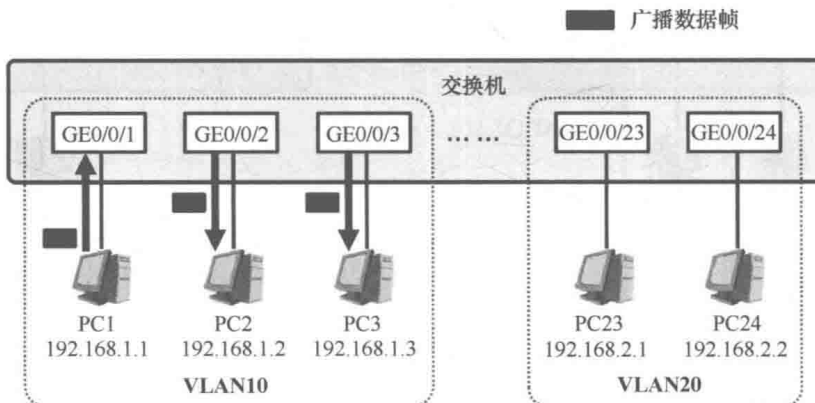 广播数据帧
交换机
GE0/0/1 GE0/0/2 GE0/0/3 …… GE0/0/23 GE0/0/24
PC1 PC2 PC3 PC23 PC24
192.168.1.1 192.168.1.2 192.168.1.3 192.168.2.1 192.168.2.2
VLAN10 VLAN20